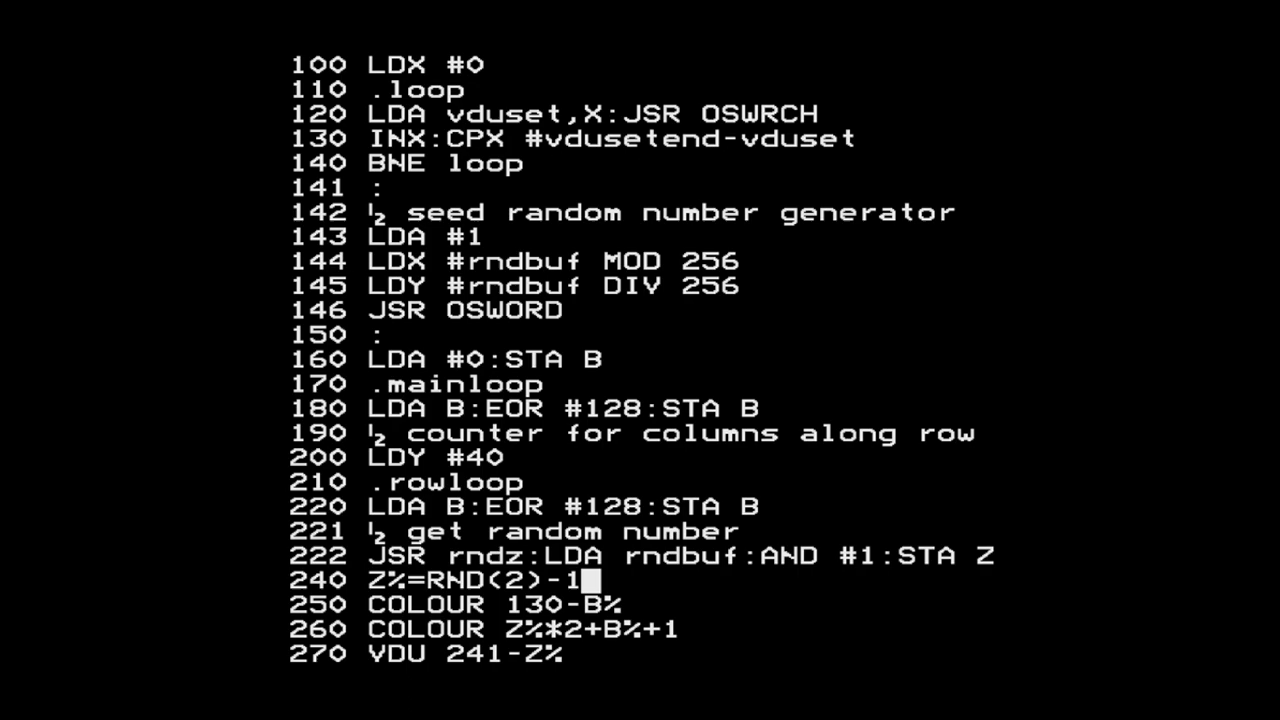 100 LDX #0
110 .loop
120 LDA vduset,X:JSR OSWRCH
130 INX:CPX #vdusetend-vduset
140 BNE loop
141 :
142 ½ seed random number generator
143 LDA #1
144 LDX #rndbuf MOD 256
145 LDY #rndbuf DIV 256
146 JSR OSWORD
150 :
160 LDA #0:STA B
170 .mainloop
180 LDA B:EOR #128:STA B
190 ½ counter for columns along row
200 LDY #40
210 .rowloop
220 LDA B:EOR #128:STA B
221 ½ get random number
222 JSR rndz:LDA rndbuf:AND #1:STA Z
240 Z%=RND(2)-1
250 COLOUR 130-B%
260 COLOUR Z%*2+B%+1
270 VDU 241-Z%